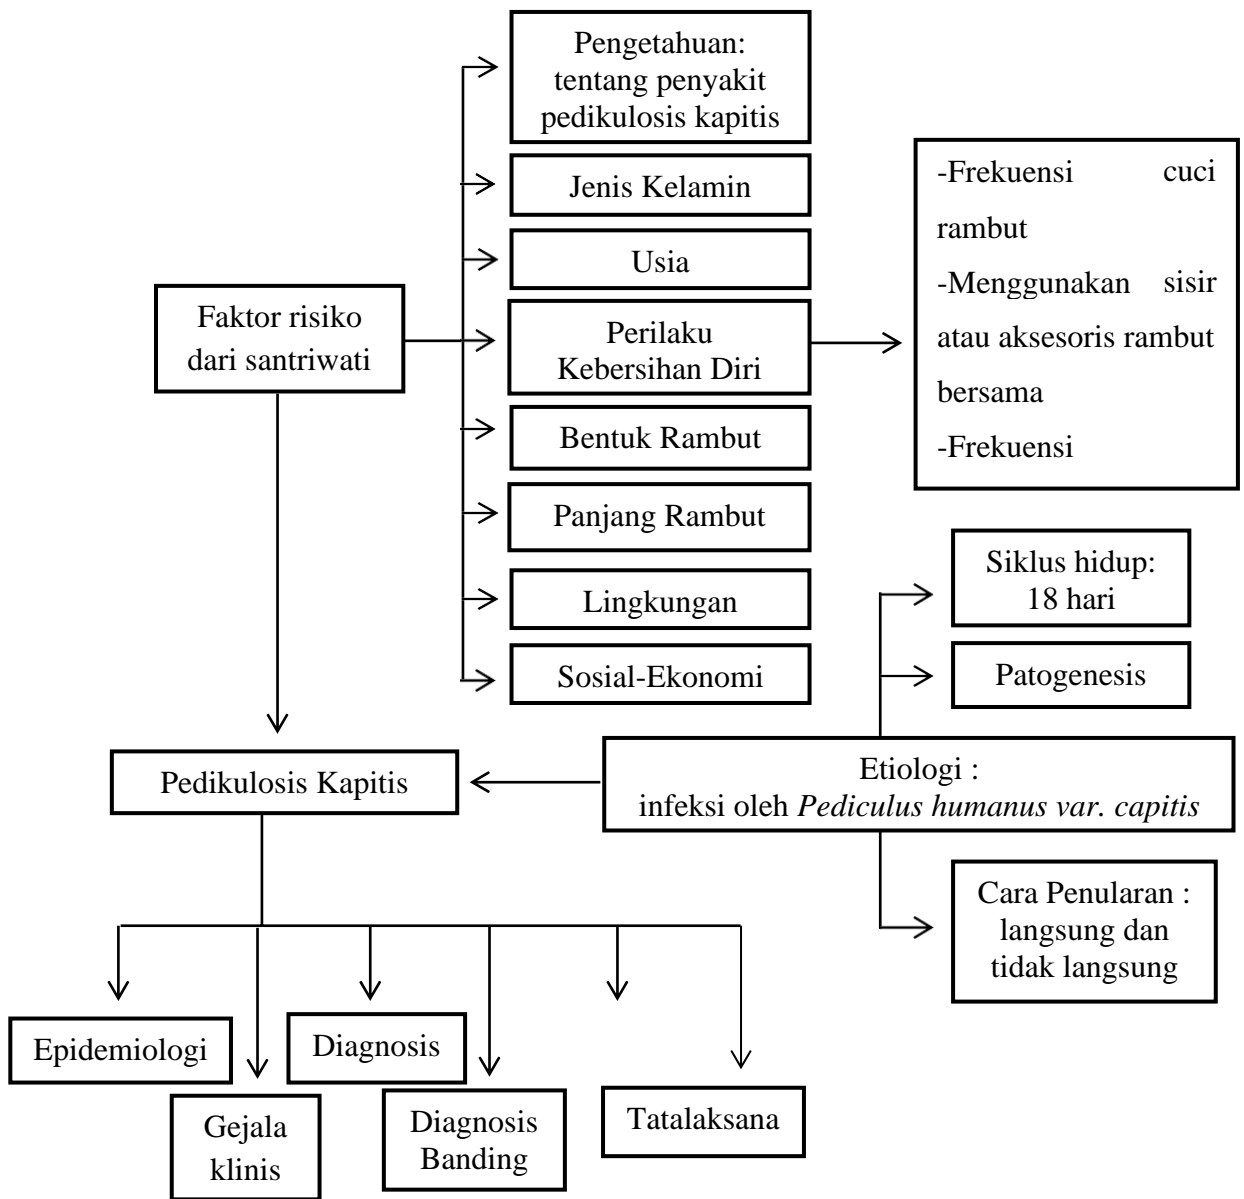 Pengetahuan:
tentang penyakit
pedikulosis kapitis
Jenis Kelamin
Usia
Faktor risiko
dari santriwati
Perilaku
Kebersihan Diri
-Frekuensi cuci
rambut
-Menggunakan sisir
atau aksesoris rambut
bersama
-Frekuensi
Bentuk Rambut
Panjang Rambut
Lingkungan
Sosial-Ekonomi
Siklus hidup:
18 hari
Patogenesis
Pedikulosis Kapitis
Etiologi :
infeksi oleh Pediculus humanus var. capitis
Cara Penularan :
langsung dan
tidak langsung
Epidemiologi
Gejala
klinis
Diagnosis
Diagnosis
Banding
Tatalaksana